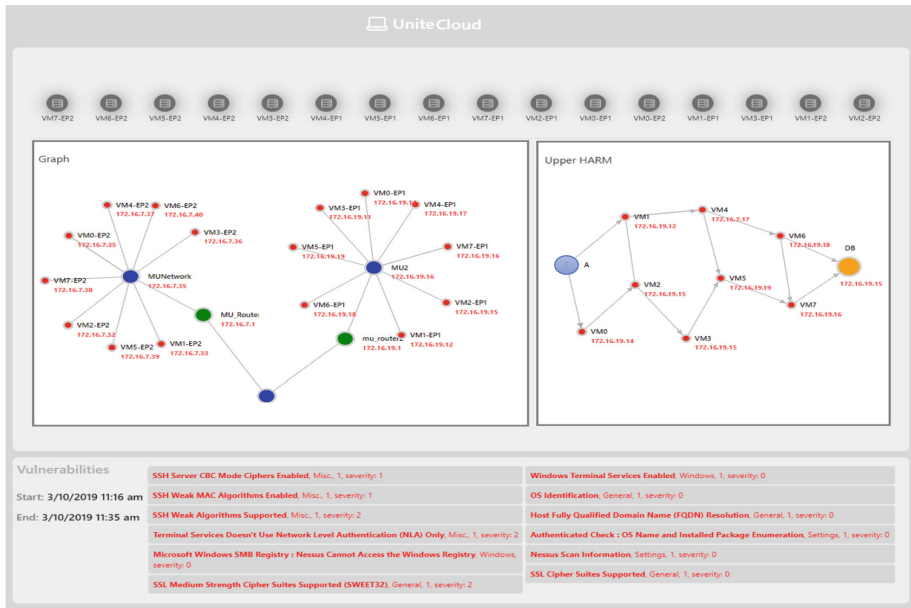 UniteCloud
VM7-EP2
VM6-EP2
VM5-EP2
VM4-EP2
VM3-EP2
VM4-EP1
VM5-EP1
VM6-EP1
VM7-EP1
VM2-EP1
VM0-EP1
VM0-EP2
VM1-EP1
VM3-EP1
VM1-EP2
VM2-EP2
Graph
VM4-EP2
172.16.7.37
VM6-EP2
172.16.7.40
VM0-EP2
172.16.7.35
VM3-EP2
172.16.7.36
MUNetwork
172.16.7.35
VM7-EP2
172.16.7.38
VM2-EP2
172.16.7.32
VM5-EP2
172.16.7.39
VM1-EP2
172.16.7.33
MU_Router
172.16.7.1
VM0-EP1
VM3-EP1
172.16.19.11
VM4-EP1
172.16.19.17
VM5-EP1
172.16.19.19
VM7-EP1
172.16.19.16
MU2
172.16.19.16
VM6-EP1
172.16.19.18
VM2-EP1
172.16.19.15
VM1-EP1
172.16.19.12
mu_router2
172.16.19.1
Upper HARM
A
VM1
172.16.19.12
VM4
172.16.7.17
VM6
172.16.19.18
DB
172.16.19.15
VM2
172.16.19.15
VM5
172.16.19.19
VM7
172.16.19.16
VM0
172.16.19.14
VM3
172.16.19.15
Vulnerabilities
Start: 3/10/2019 11:16 am
End: 3/10/2019 11:35 am
SSH Server CBC Mode Ciphers Enabled, Misc., 1, severity: 1
SSH Weak MAC Algorithms Enabled, Misc., 1, severity: 1
SSH Weak Algorithms Supported, Misc., 1, severity: 2
Terminal Services Doesn't Use Network Level Authentication (NLA) Only, Misc., 1, severity: 2
Microsoft Windows SMB Registry : Nessus Cannot Access the Windows Registry, Windows,
severity: 0
SSL Medium Strength Cipher Suites Supported (SWEET32), General, 1, severity: 2
Windows Terminal Services Enabled, Windows, 1, severity: 0
OS Identification, General, 1, severity: 0
Host Fully Qualified Domain Name (FQDN) Resolution, General, 1, severity: 0
Authenticated Check : OS Name and Installed Package Enumeration, Settings, 1, severity: 0
Nessus Scan Information, Settings, 1, severity: 0
SSL Cipher Suites Supported, General, 1, severity: 0